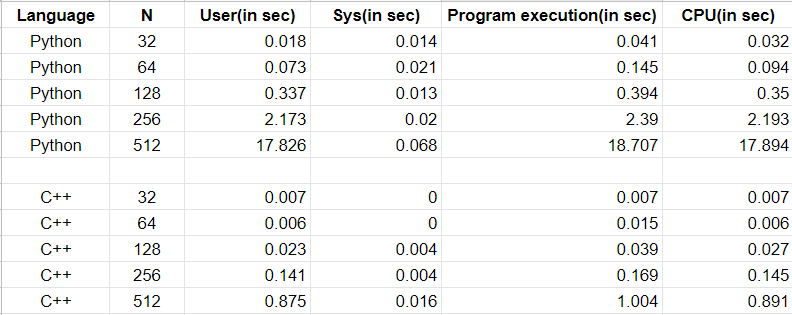 Language N User(in sec) Sys(in sec) Program execution(in sec) CPU(in sec)
Python 32 0.018 0.014 0.041 0.032
Python 64 0.073 0.021 0.145 0.094
Python 128 0.337 0.013 0.394 0.35
Python 256 2.173 0.02 2.39 2.193
Python 512 17.826 0.068 18.707 17.894
C++ 32 0.007 0 0.007 0.007
C++ 64 0.006 0 0.015 0.006
C++ 128 0.023 0.004 0.039 0.027
C++ 256 0.141 0.004 0.169 0.145
C++ 512 0.875 0.016 1.004 0.891